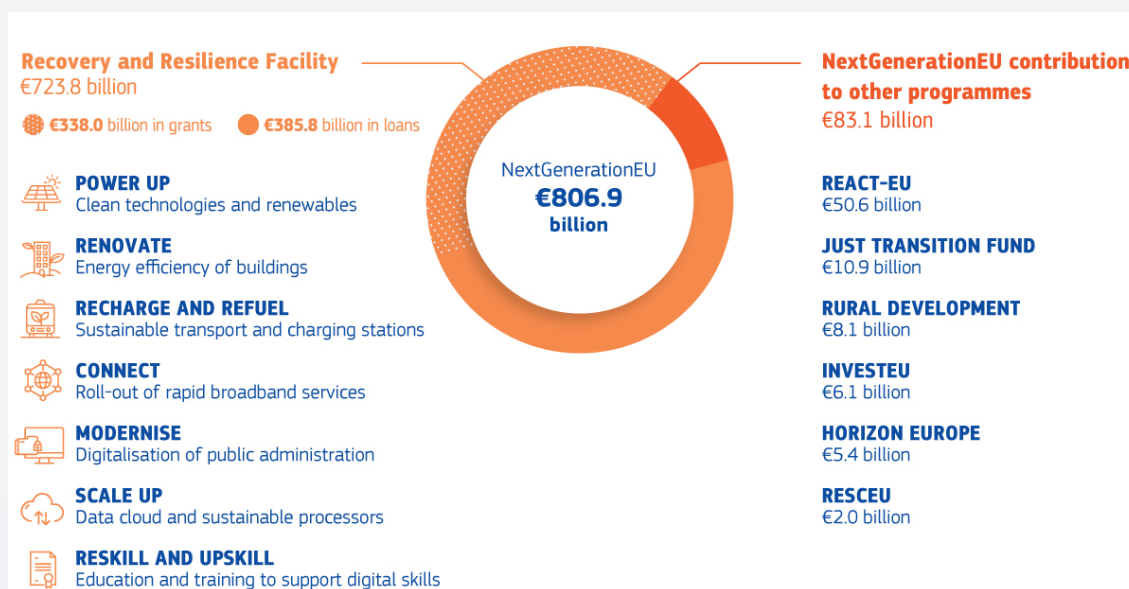 Recovery and Resilience Facility
€723.8 billion
€338.0 billion in grants
€385.8 billion in loans
POWER UP
Clean technologies and renewables
RENOVATE
Energy efficiency of buildings
RECHARGE AND REFUEL
Sustainable transport and charging stations
CONNECT
Roll-out of rapid broadband services
MODERNISE
Digitalisation of public administration
SCALE UP
Data cloud and sustainable processors
RESKILL AND UPSKILL
Education and training to support digital skills
NextGenerationEU
€806.9
billion
NextGenerationEU contribution
to other programmes
€83.1 billion
REACT-EU
€50.6 billion
JUST TRANSITION FUND
€10.9 billion
RURAL DEVELOPMENT
€8.1 billion
INVESTEU
€6.1 billion
HORIZON EUROPE
€5.4 billion
RESCEU
€2.0 billion